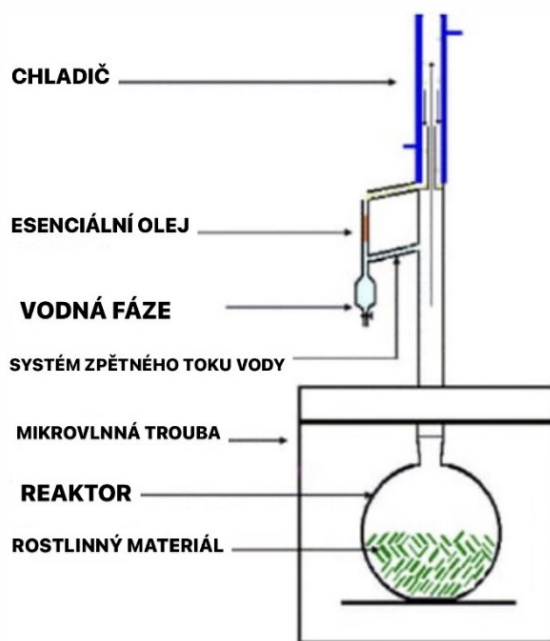 CHLADIČ
ESENCIÁLNÍ OLEJ
VODNÁ FÁZE
SYSTÉM ZPĚTNÉHO TOKU VODY
MIKROVLNNÁ TROUBA
REAKTOR
ROSTLINNÝ MATERIÁL